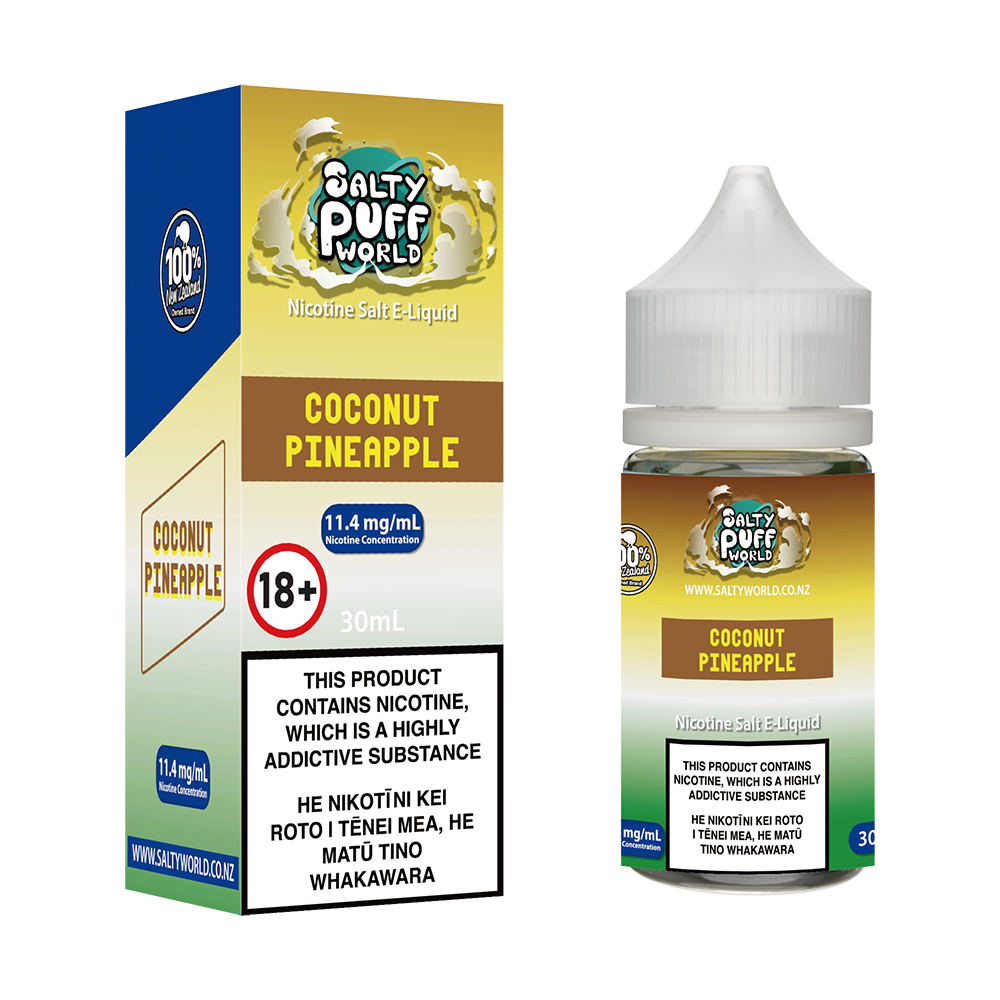 100%
New Zealand
Owned Brand
COCONUT
PINEAPPLE
11.4 mg/mL
Nicotine Concentration
WWW.SALTYWORLD.CO.NZ
SALTY
PUFF
WORLD
Nicotine Salt E-Liquid
COCONUT
PINEAPPLE
11.4 mg/mL
Nicotine Concentration
18+
30mL
THIS PRODUCT
CONTAINS NICOTINE,
WHICH IS A HIGHLY
ADDICTIVE SUBSTANCE
HE NIKOTĪNI KEI
ROTO I TĒNEI MEA, HE
MATŪ TINO
WHAKAWARA
SALTY
PUFF
WORLD
00%
Zealand
Owned Brand
WWW.SALTYWORLD.CO.NZ
COCONUT
PINEAPPLE
Nicotine Salt E-Liquid
THIS PRODUCT CONTAINS
NICOTINE, WHICH IS A HIGHLY
ADDICTIVE SUBSTANCE
HE NIKOTĪNI KEI ROTO
I TĒNEI MEA, HE MATŪ
TINO WHAKAWARA
mg/mL
Concentration
30